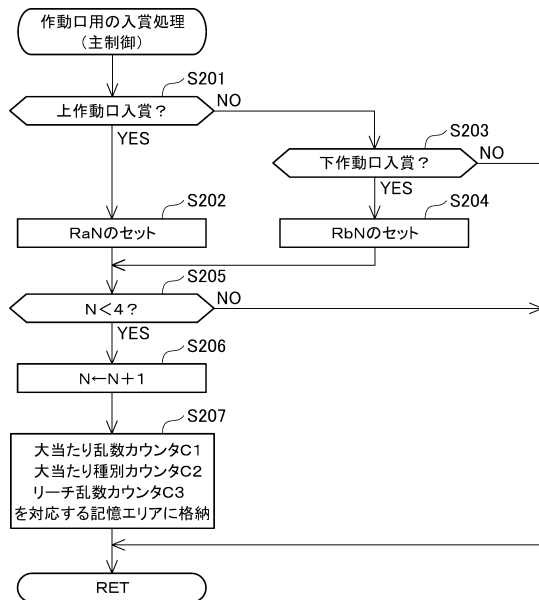 作動口用の入賞処理
（主制御）
S201
上作動口入賞？
NO
YES
S203
下作動口入賞？
NO
YES
S202
RaNのセット
S204
RbNのセット
S205
N＜4？
NO
YES
S206
N←N＋1
S207
大当たり乱数カウンタC1
大当たり種別カウンタC2
リーチ乱数カウンタC3
を対応する記憶エリアに格納
RET